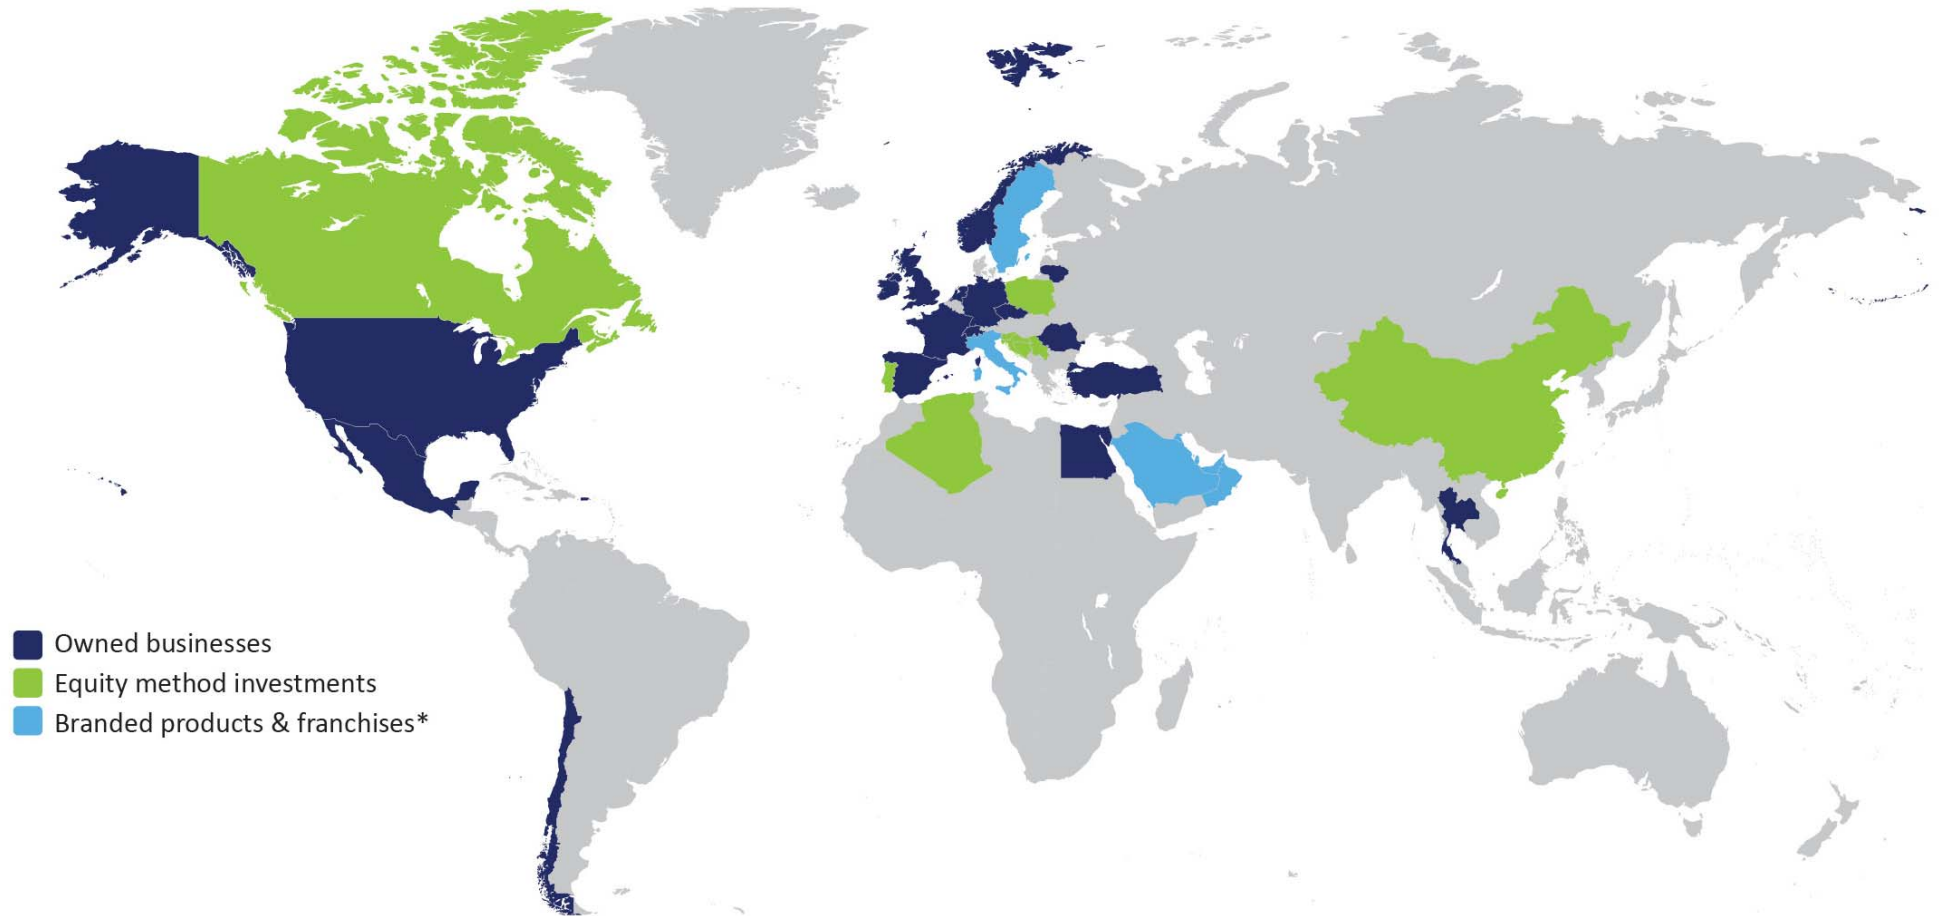 Owned businesses
Equity method investments
Branded products & franchises*